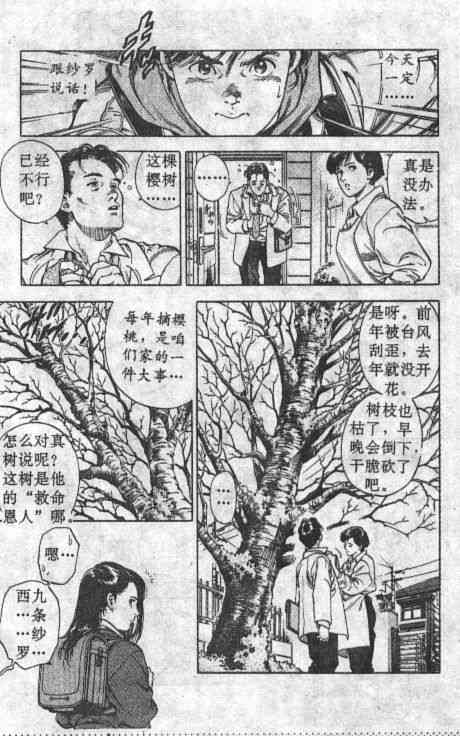 今天
一定
……
跟纱罗
说话！
真是
没办
法。
……
这棵
樱树
……
已经
不行
吧？
是呀。前
年被台风
刮歪，去
年就没开
花。
树枝也
枯了，早
晚会倒下，
干脆砍了
吧。
……
每年摘樱
桃，是咱
们家的一
件大事…
怎么对真
树说呢？
这树是他
的“救命
恩人”哪。
嗯…
西九
…条
…纱
罗…